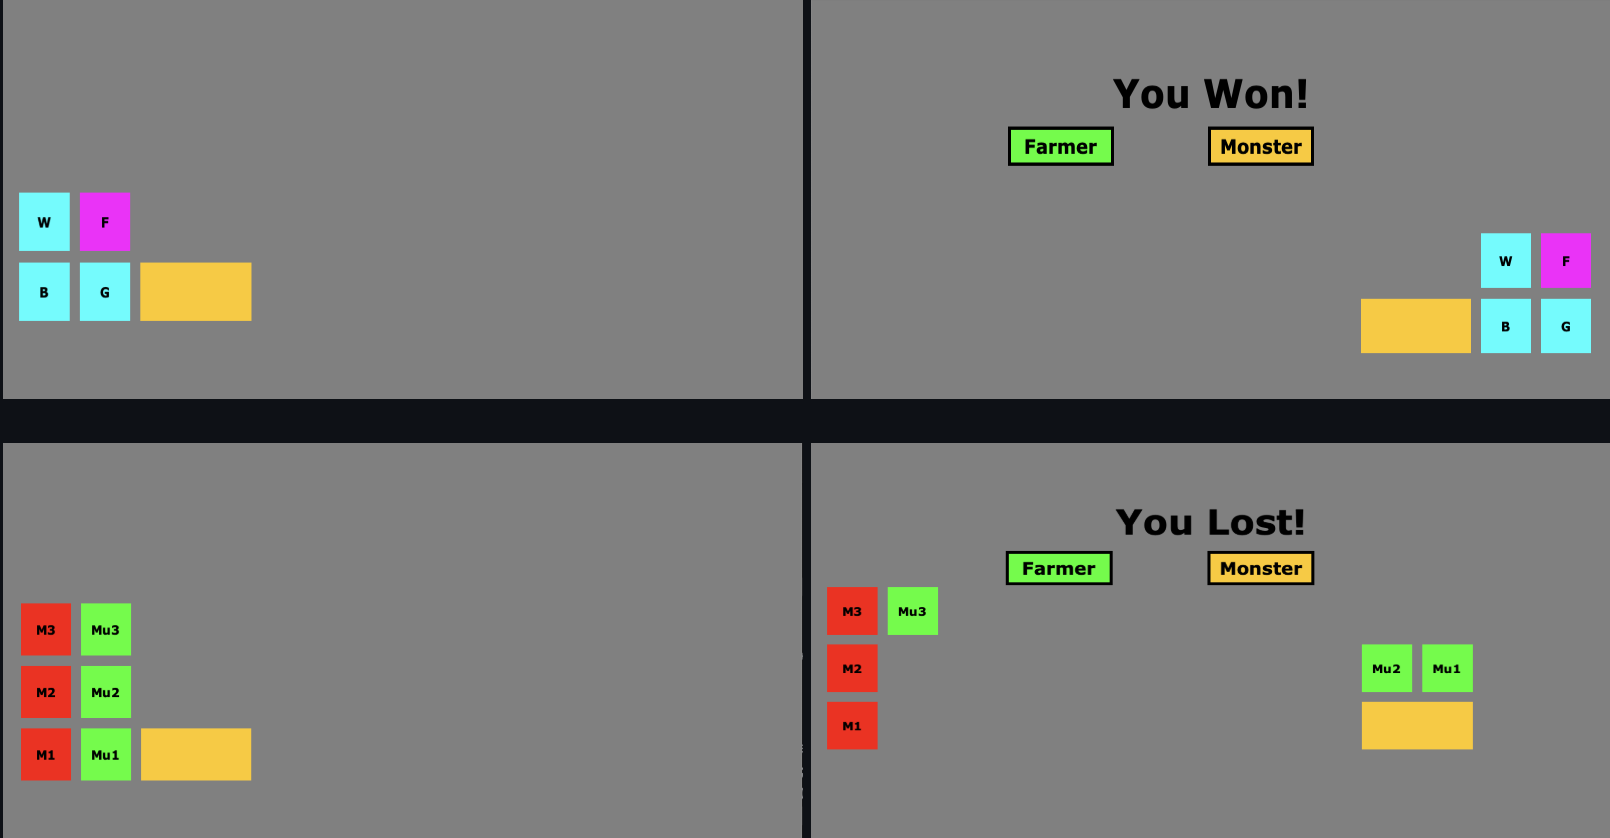 W F
B G
You Won!
Farmer Monster
W F
B G
M3 Mu3
M2 Mu2
M1 Mu1
You Lost!
Farmer Monster
M3 Mu3
M2 Mu2 Mu1
M1